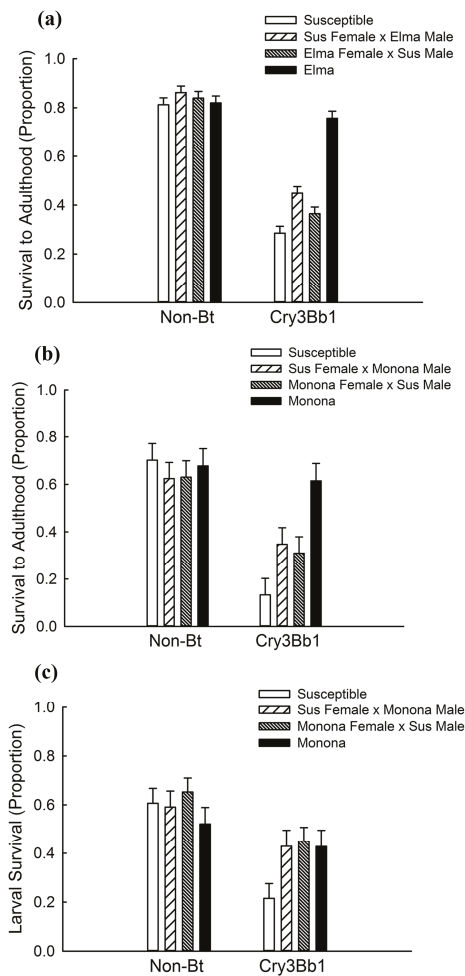 (a)
Susceptible
Sus Female x Elma Male
Elma Female x Sus Male
Elma
Survival to Adulthood (Proportion)
1.0
0.8
0.6
0.4
0.2
0.0
Non-Bt Cry3Bb1
(b)
Susceptible
Sus Female x Monona Male
Monona Female x Sus Male
Monona
Survival to Adulthood (Proportion)
1.0
0.8
0.6
0.4
0.2
0.0
Non-Bt Cry3Bb1
(c)
Susceptible
Sus Female x Monona Male
Monona Female x Sus Male
Monona
Larval Survival (Proportion)
1.0
0.8
0.6
0.4
0.2
0.0
Non-Bt Cry3Bb1